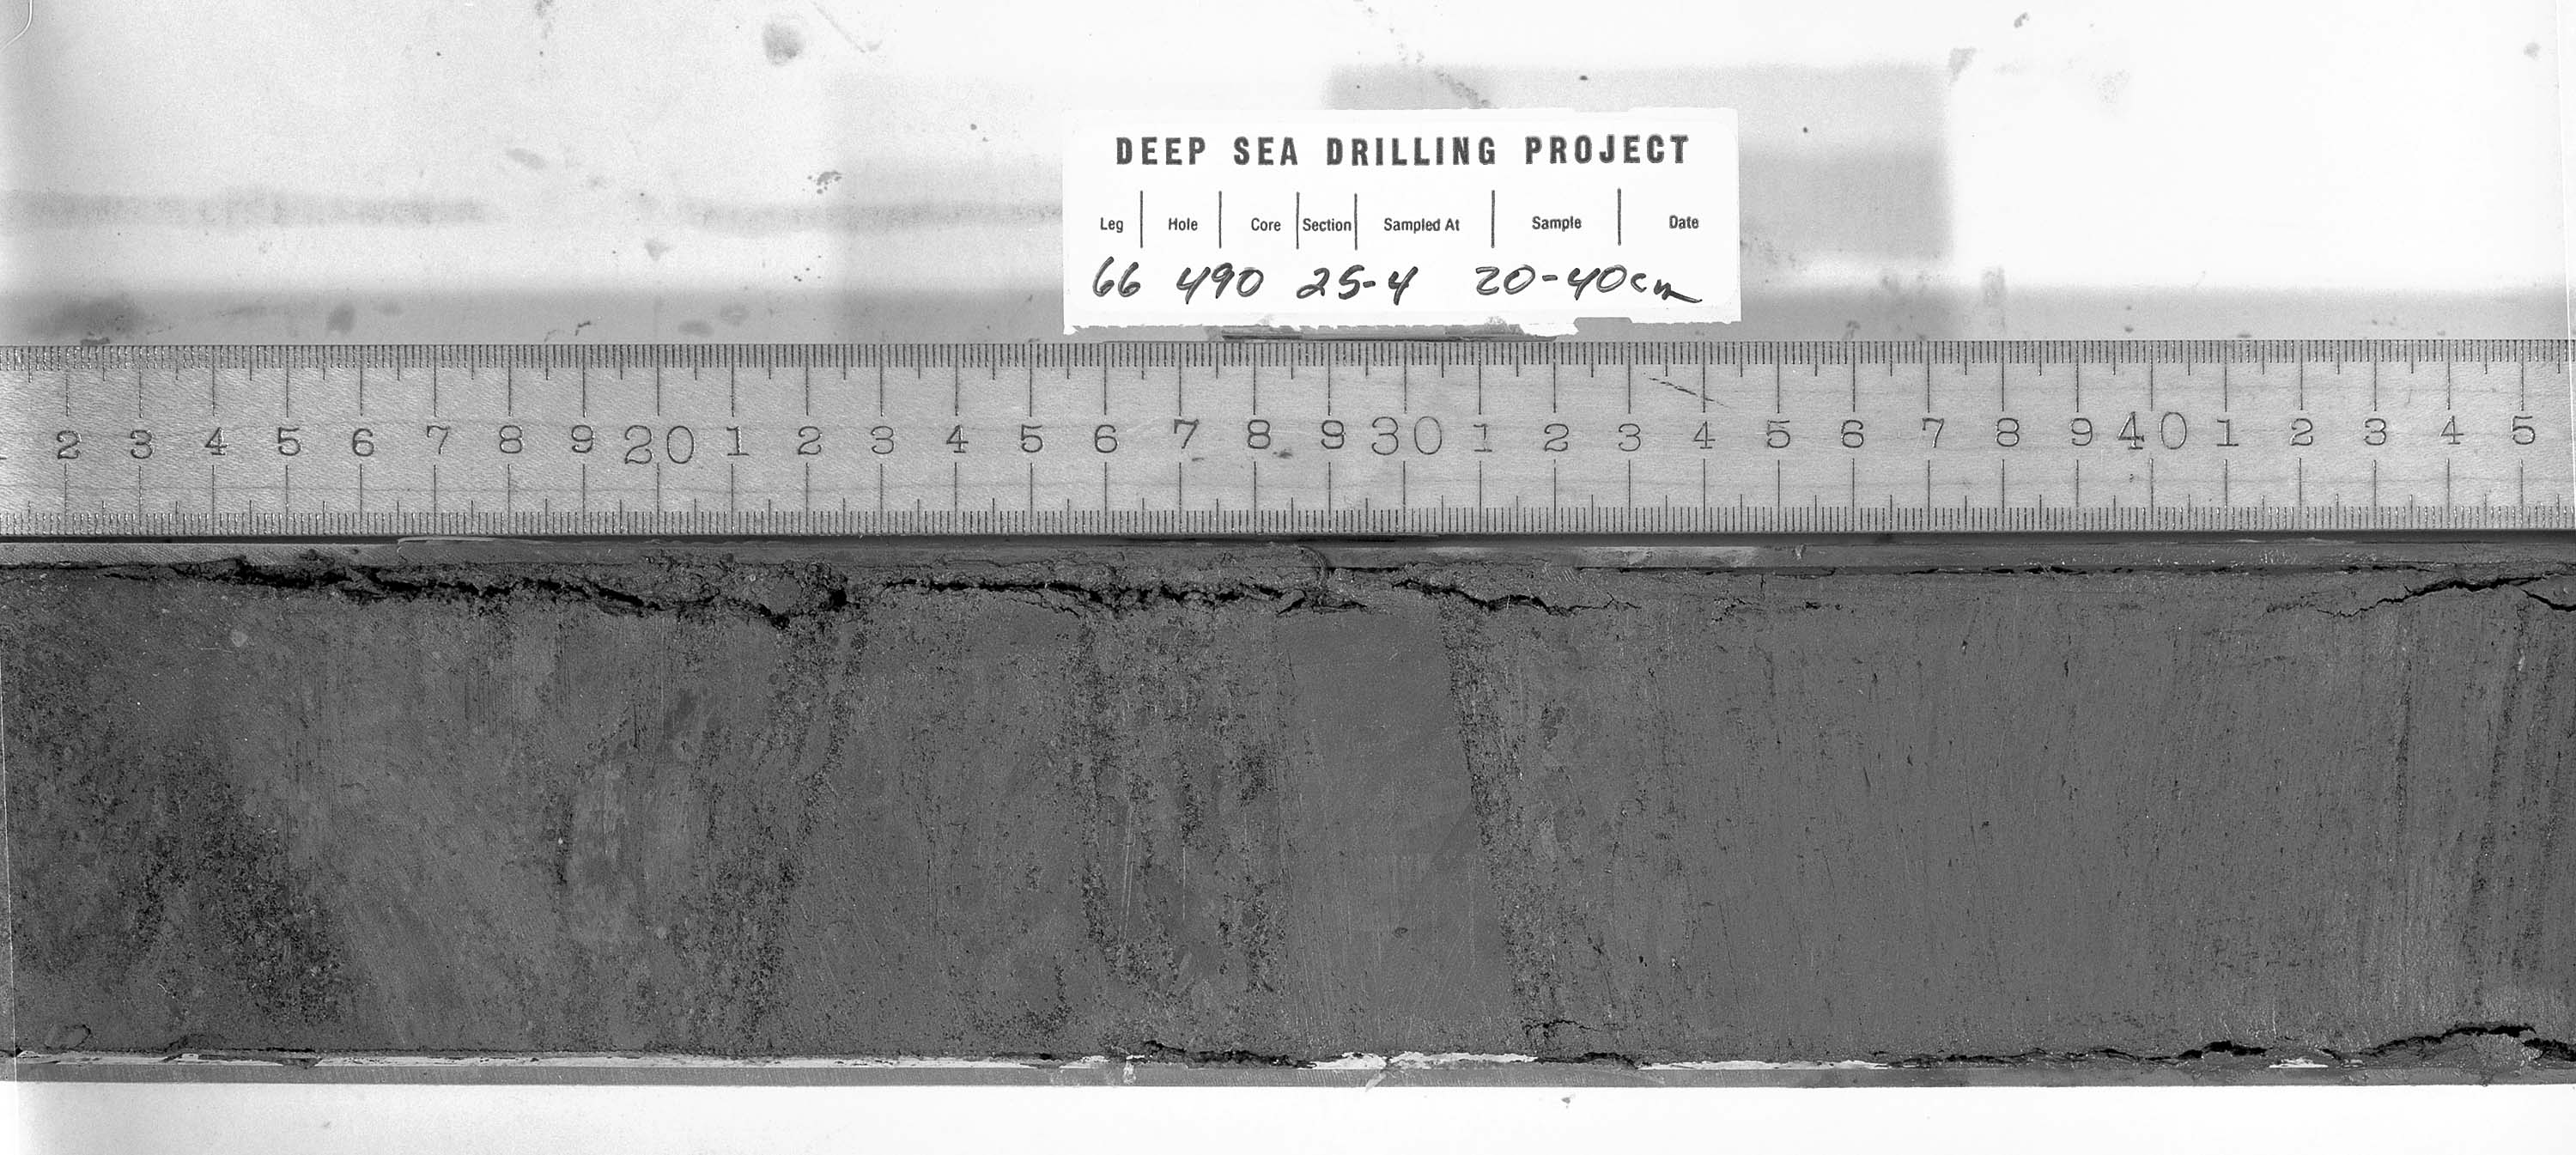 DEEP SEA DRILLING PROJECT
Leg Hole Core Section Sampled At Sample Date
66 490 25-4 20-40cm
2 3 4 5 6 7 8 9 20 1 2 3 4 5 6 7 8 9 30 1 2 3 4 5 6 7 8 9 40 1 2 3 4 5